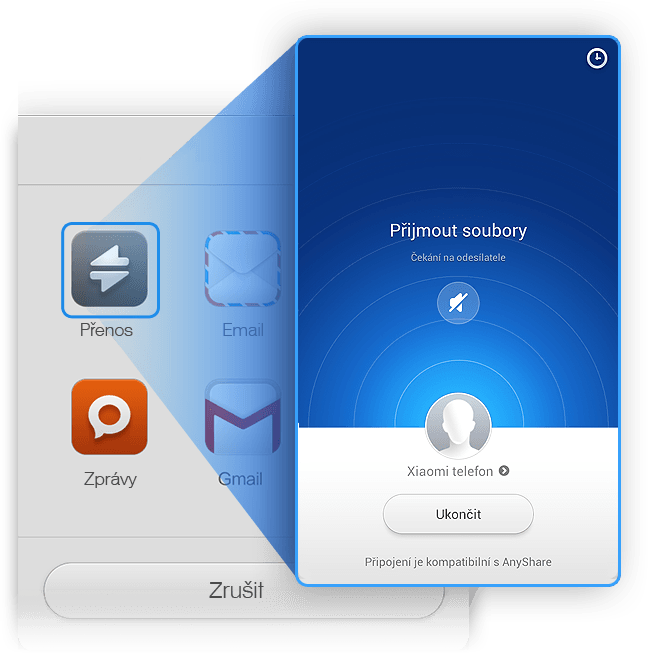 Přijmout soubory
Čekání na odesílatele
Přenos
Email
Xiaomi telefon
Zprávy
Gmail
Ukončit
Připojení je kompatibilní s AnyShare
Zrušit